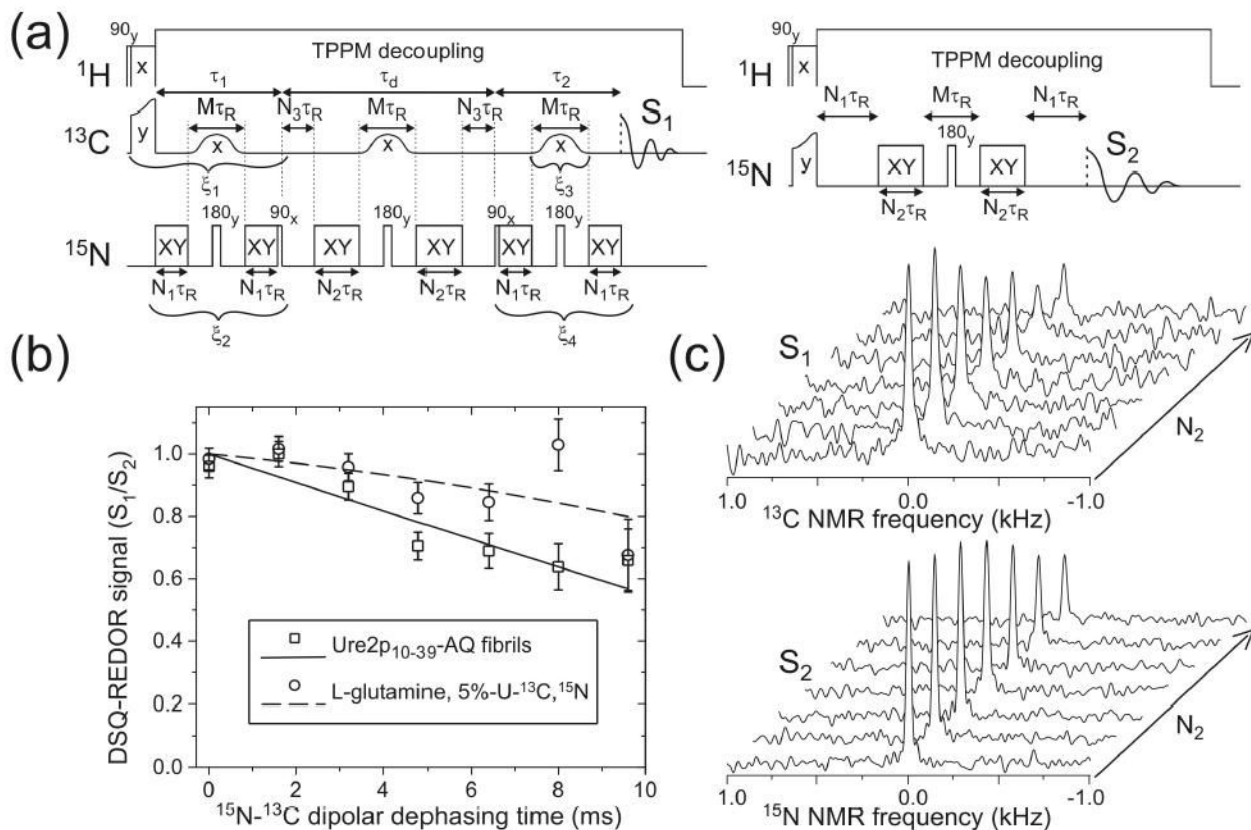 (a)
90y
1H
x
TPPM decoupling
τ1
τd
τ2
MτR
N3τR
MτR
N3τR
MτR
13C
y
x
x
x
S1
ξ1
ξ3
180y
90x
180y
90x
180y
15N
XY
XY
XY
XY
XY
XY
N1τR
N1τR
N2τR
N2τR
N1τR
N1τR
ξ2
ξ4
90y
1H
x
TPPM decoupling
N1τR
MτR
N1τR
180y
15N
y
XY
XY
S2
N2τR
N2τR
(b)
DSQ-REDOR signal (S1/S2)
1.0
0.8
0.6
0.4
0.2
0.0
Ure2p10-39-AQ fibrils
L-glutamine, 5%-U-13C,15N
0 2 4 6 8 10
15N-13C dipolar dephasing time (ms)
(c)
S1
N2
1.0 0.0 -1.0
13C NMR frequency (kHz)
S2
N2
1.0 0.0 -1.0
15N NMR frequency (kHz)